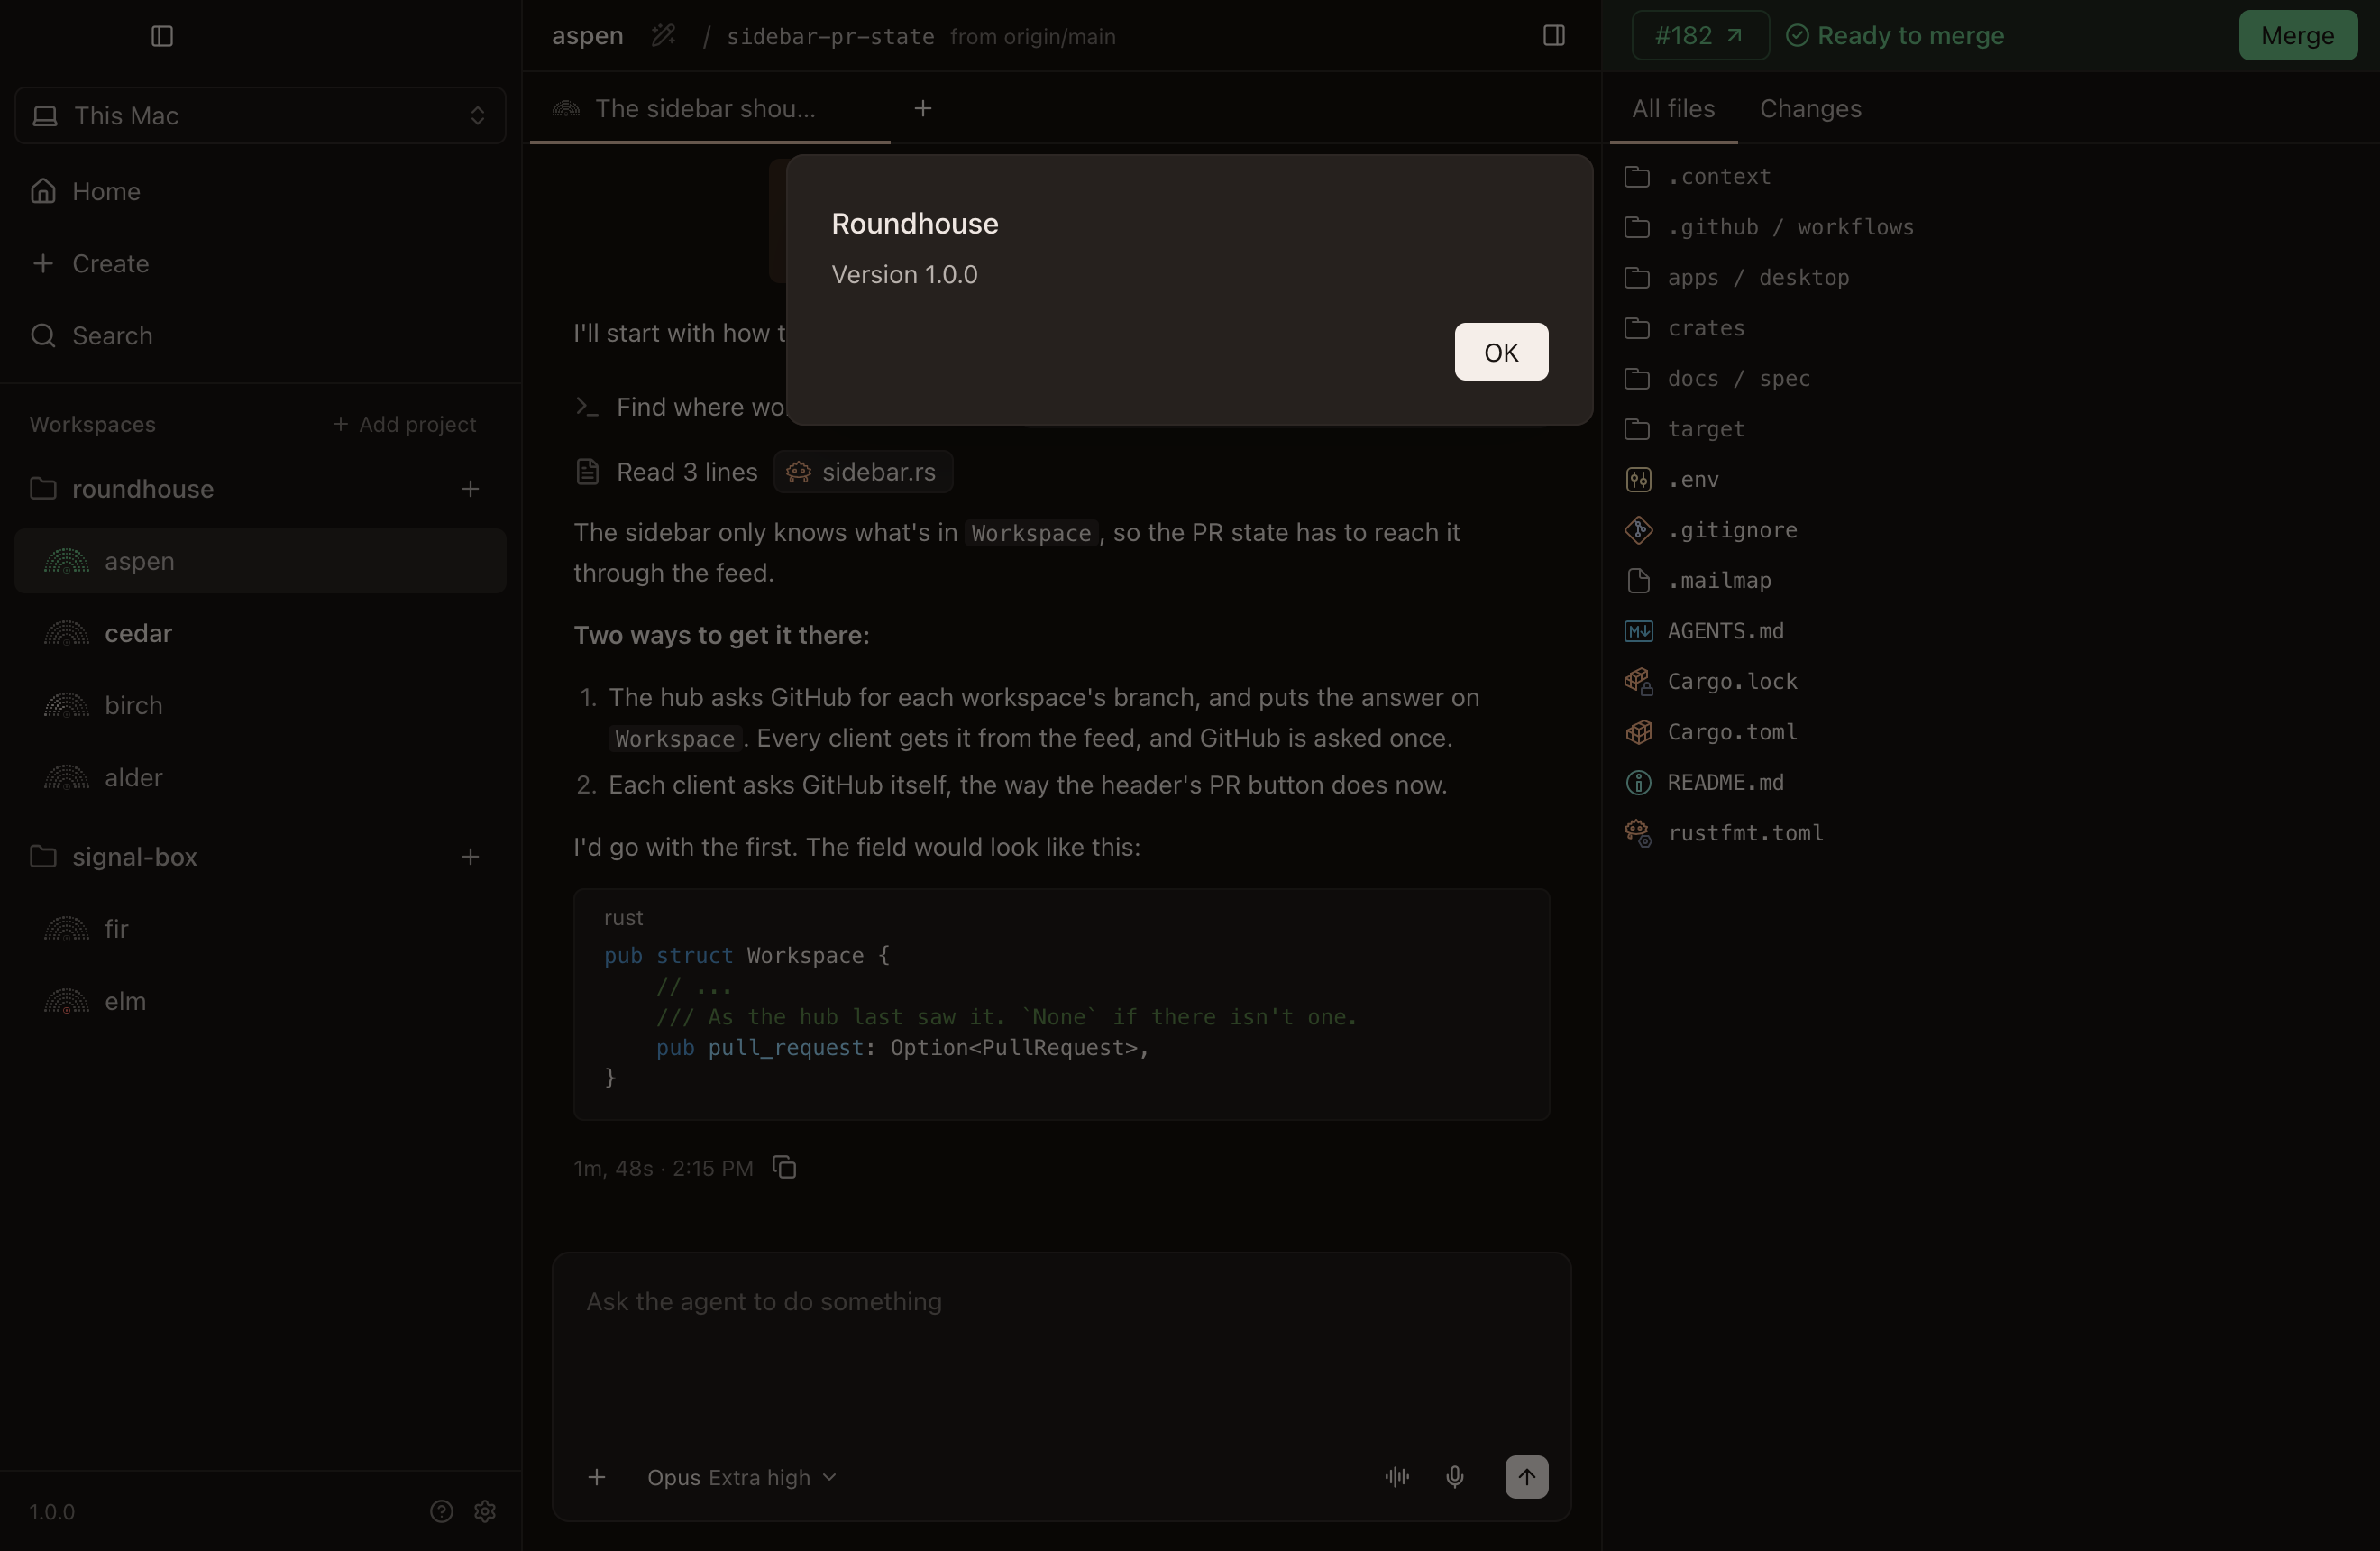 This Mac
Home
Create
Search
Workspaces
Add project
roundhouse
aspen
cedar
birch
alder
signal-box
fir
elm
1.0.0
aspen / sidebar-pr-state from origin/main
The sidebar shou...
Roundhouse
Version 1.0.0
OK
I'll start with how
Find where
Read 3 lines sidebar.rs
The sidebar only knows what's in Workspace, so the PR state has to reach it
through the feed.
Two ways to get it there:
1. The hub asks GitHub for each workspace's branch, and puts the answer on
Workspace. Every client gets it from the feed, and GitHub is asked once.
2. Each client asks GitHub itself, the way the header's PR button does now.
I'd go with the first. The field would look like this:
rust
pub struct Workspace {
    // ...
    /// As the hub last saw it. `None` if there isn't one.
    pub pull_request: Option<PullRequest>,
}
1m, 48s · 2:15 PM
Ask the agent to do something
Opus Extra high
#182
Ready to merge
Merge
All files
Changes
.context
.github / workflows
apps / desktop
crates
docs / spec
target
.env
.gitignore
.mailmap
AGENTS.md
Cargo.lock
Cargo.toml
README.md
rustfmt.toml